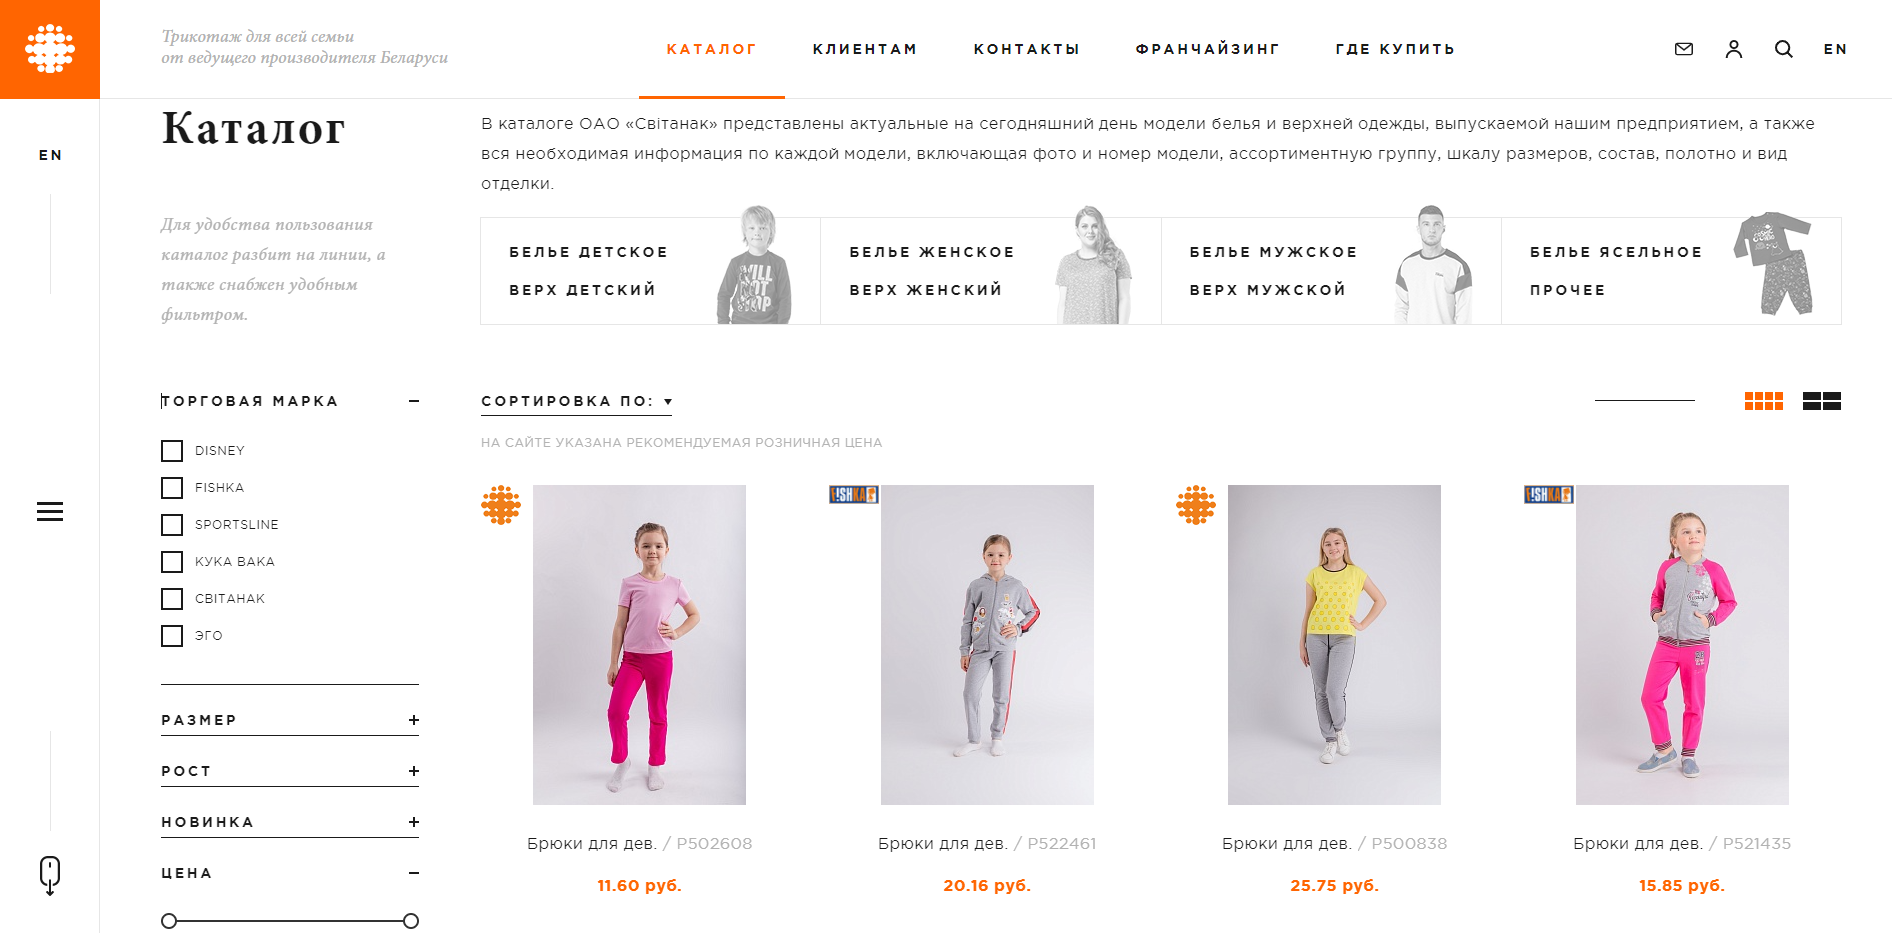 Трикотаж для всей семьи
от ведущего производителя Беларуси
КАТАЛОГ
КЛИЕНТАМ
КОНТАКТЫ
ФРАНЧАЙЗИНГ
ГДЕ КУПИТЬ
EN
EN
Каталог
Для удобства пользования
каталог разбит на линии, а
также снабжен удобным
фильтром.
В каталоге ОАО «Світанак» представлены актуальные на сегодняшний день модели белья и верхней одежды, выпускаемой нашим предприятием, а также
вся необходимая информация по каждой модели, включающая фото и номер модели, ассортиментную группу, шкалу размеров, состав, полотно и вид
отделки.
БЕЛЬЕ ДЕТСКОЕ
ВЕРХ ДЕТСКИЙ
БЕЛЬЕ ЖЕНСКОЕ
ВЕРХ ЖЕНСКИЙ
БЕЛЬЕ МУЖСКОЕ
ВЕРХ МУЖСКОЙ
БЕЛЬЕ ЯСЕЛЬНОЕ
ПРОЧЕЕ
ТОРГОВАЯ МАРКА
DISNEY
FISHKA
SPORTSLINE
КУКА ВАКА
СВІТАНАК
ЭГО
РАЗМЕР
РОСТ
НОВИНКА
ЦЕНА
СОРТИРОВКА ПО:
НА САЙТЕ УКАЗАНА РЕКОМЕНДУЕМАЯ РОЗНИЧНАЯ ЦЕНА
FISHKA
FISHKA
Брюки для дев. / Р502608
11.60 руб.
Брюки для дев. / Р522461
20.16 руб.
Брюки для дев. / Р500838
25.75 руб.
Брюки для дев. / Р521435
15.85 руб.